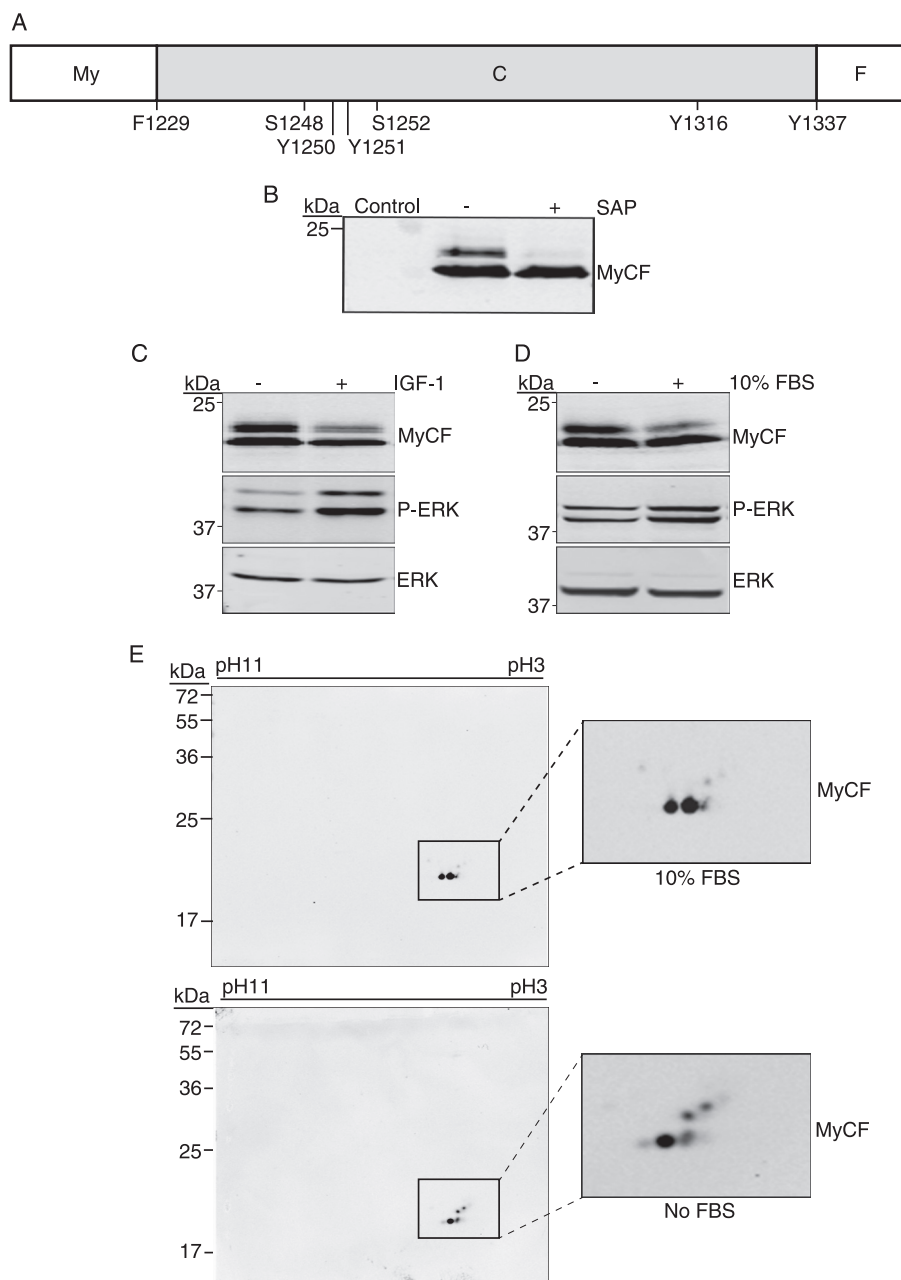 A
My C F
F1229 S1248 S1252 Y1316 Y1337
Y1250 Y1251
B
kDa Control - + SAP
25
MyCF
C
kDa - + IGF-1
25
MyCF
P-ERK
37
ERK
37
D
kDa - + 10% FBS
25
MyCF
P-ERK
37
ERK
37
E
kDa pH11 pH3
72
55
36
25
17
MyCF
10% FBS
kDa pH11 pH3
72
55
36
25
17
MyCF
No FBS